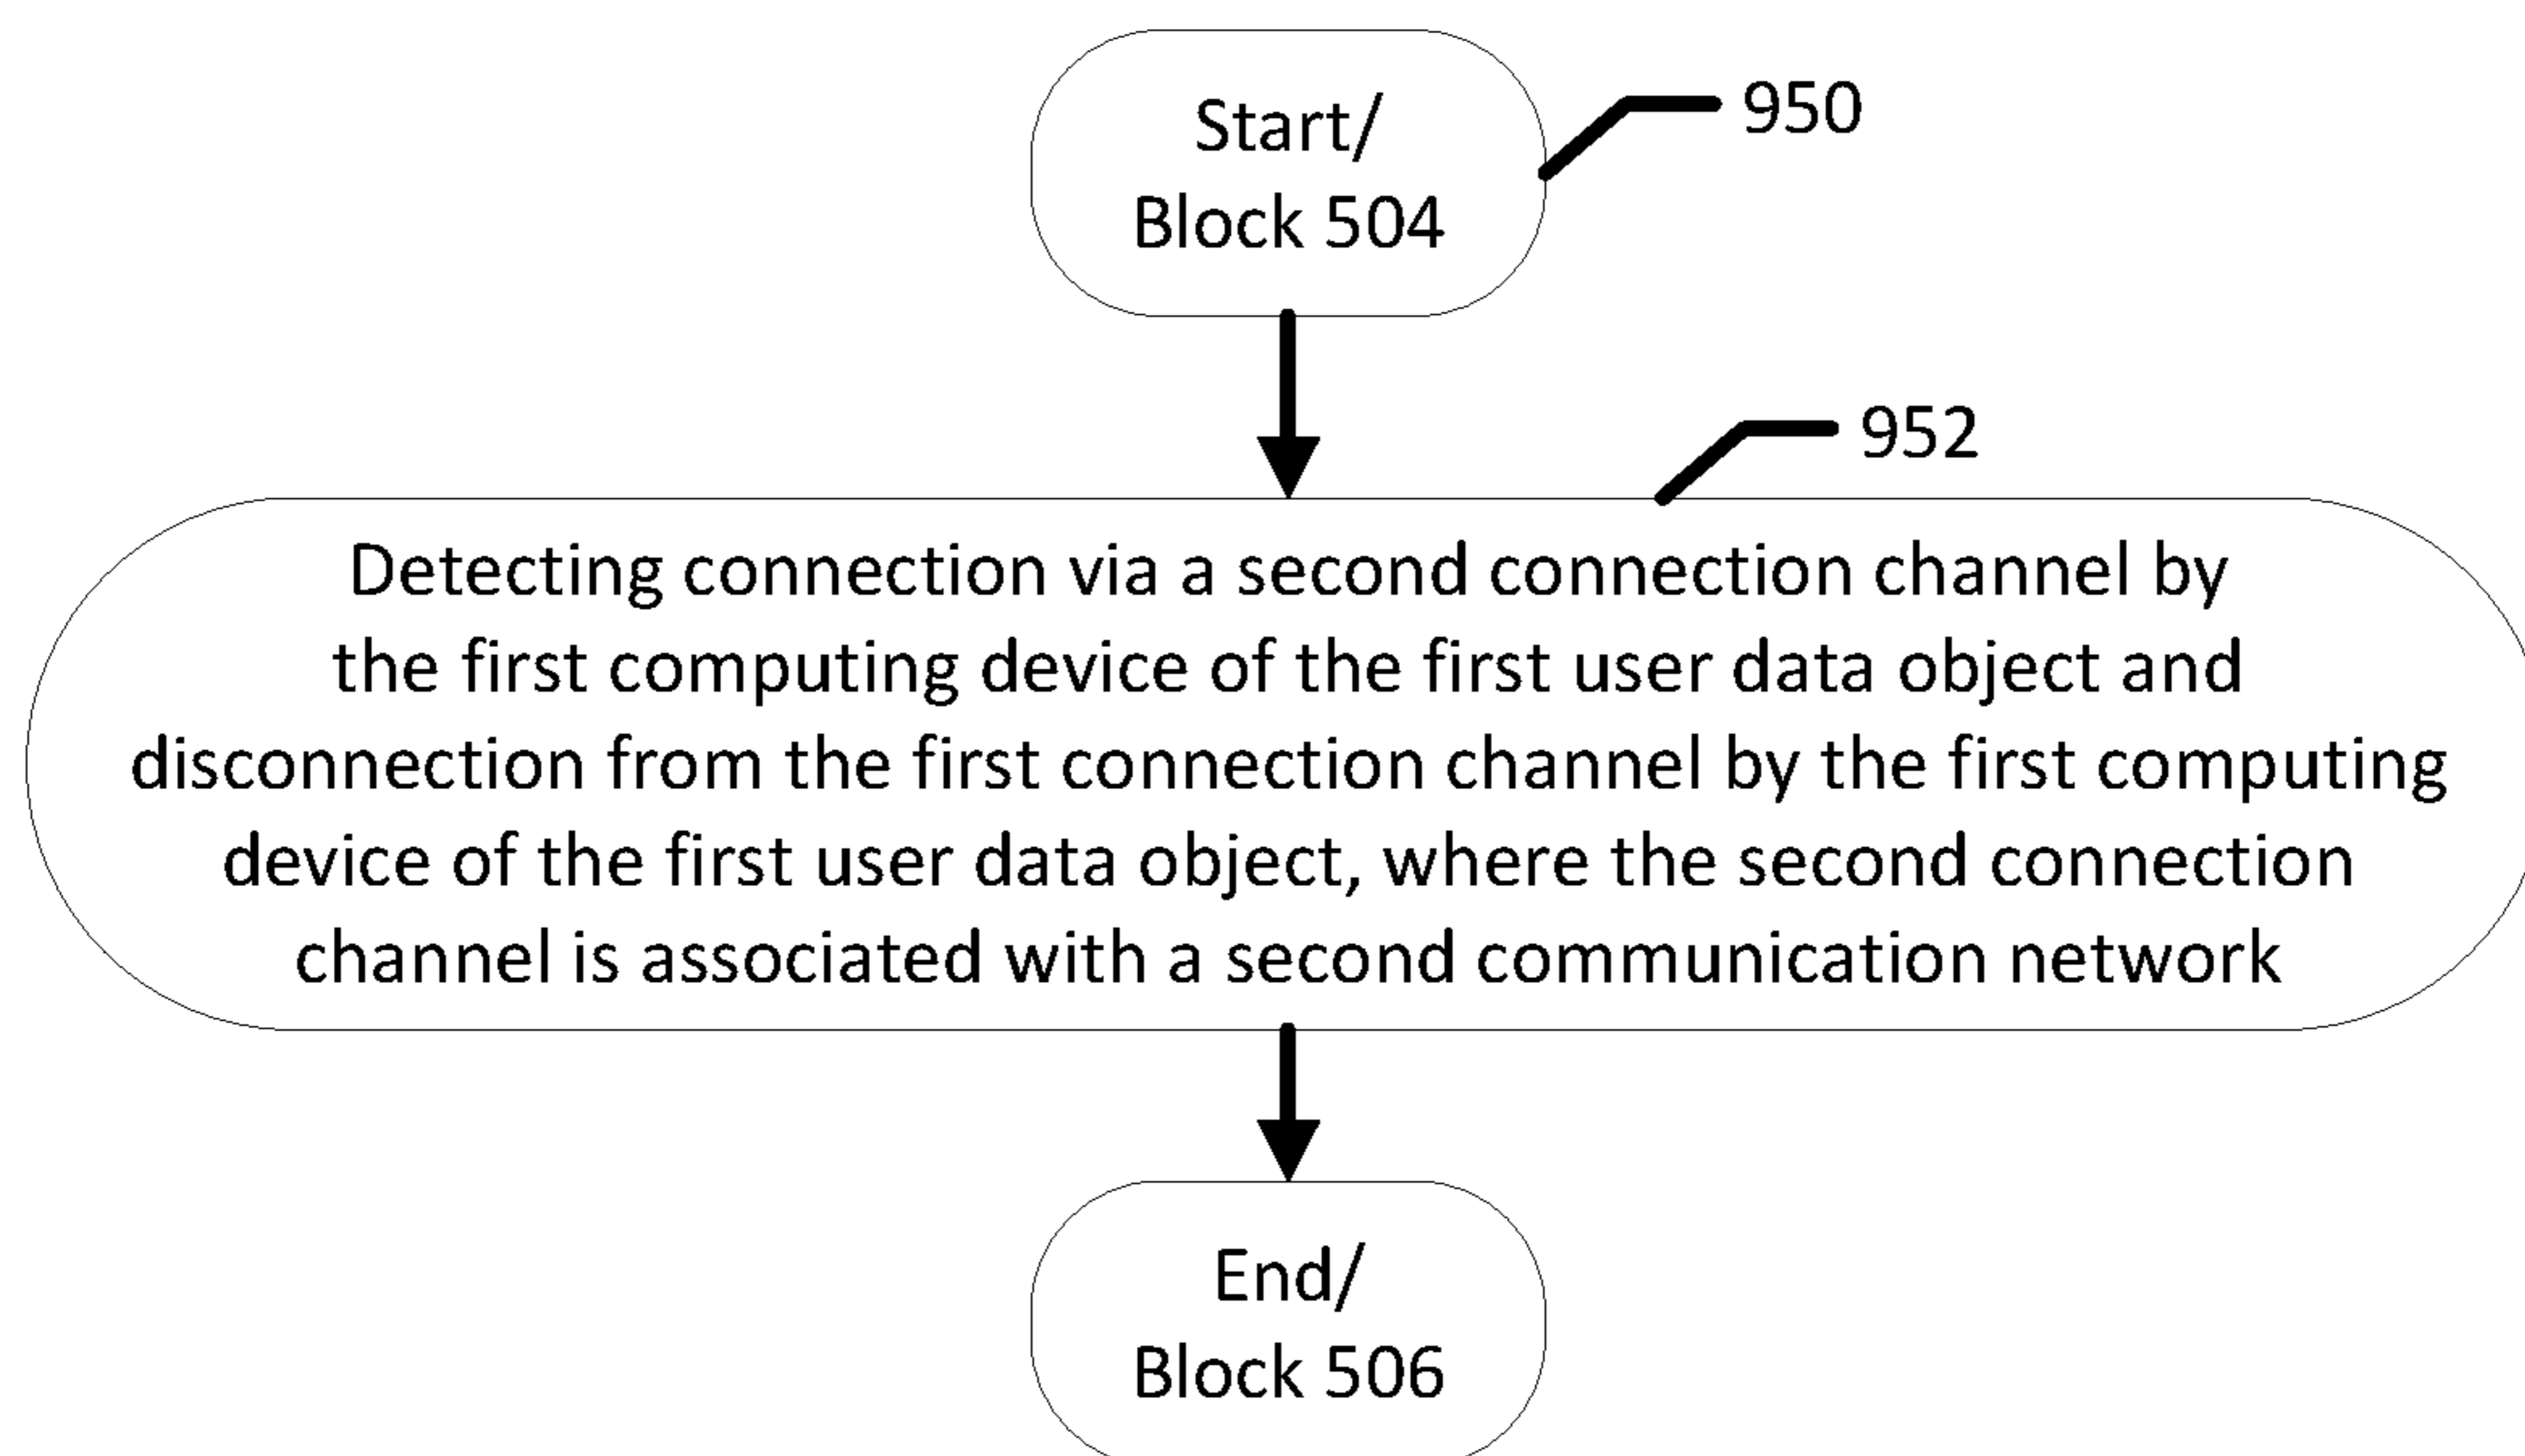 Start/
Block 504
950
952
Detecting connection via a second connection channel by
the first computing device of the first user data object and
disconnection from the first connection channel by the first computing
device of the first user data object, where the second connection
channel is associated with a second communication network
End/
Block 506